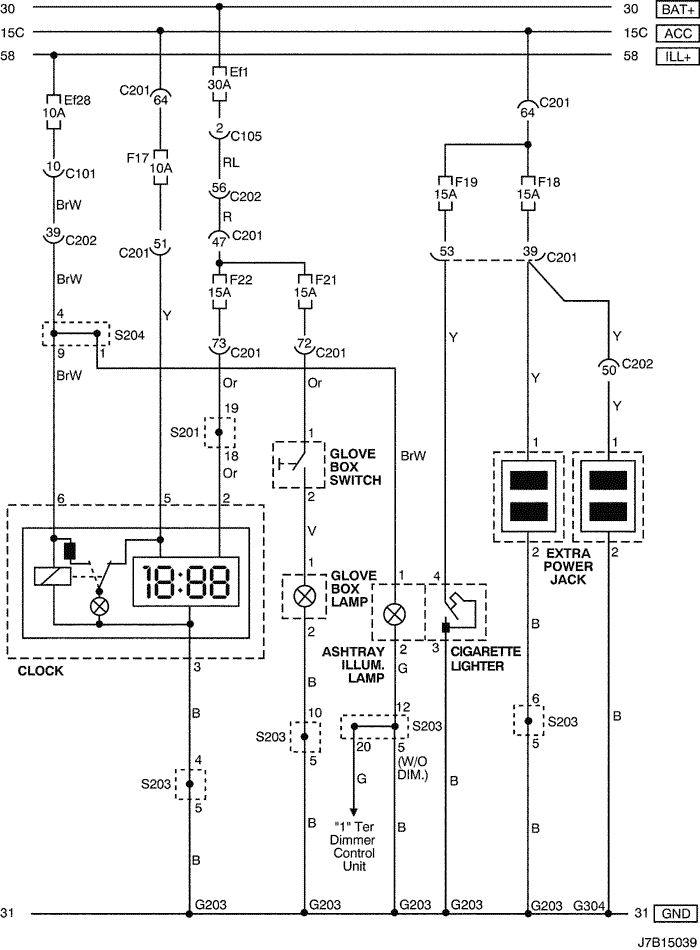 30 30 BAT+
15C 15C ACC
58 58 ILL+
Ef28
10A
C201
64
Ef1
30A
C201
64
2
C105
F17
10A
10
C101
RL
F19
15A
F18
15A
BrW
56
C202
R
39
C202
51
C201
C201
47
53
39
C201
BrW
F22
15A
F21
15A
4
S204
Y
9
1
BrW
73
C201
72
C201
Y
Y
Y
C202
50
Or
Or
Y
19
S201
18
Or
1
GLOVE
BOX
SWITCH
2
BrW
1
1
6
5
2
V
2
EXTRA
POWER
JACK
2
18:88
1
GLOVE
BOX
LAMP
2
1
4
B
CLOCK
3
ASHTRAY
ILLUM.
LAMP
2
G
3
CIGARETTE
LIGHTER
B
B
10
S203
5
12
S203
20
5
(W/O
DIM.)
6
S203
5
B
4
S203
5
G
B
"1" Ter
Dimmer
Control
Unit
B
B
B
B
31 G203 G203 G203 G203 G203 G304 31 GND
J7B15039